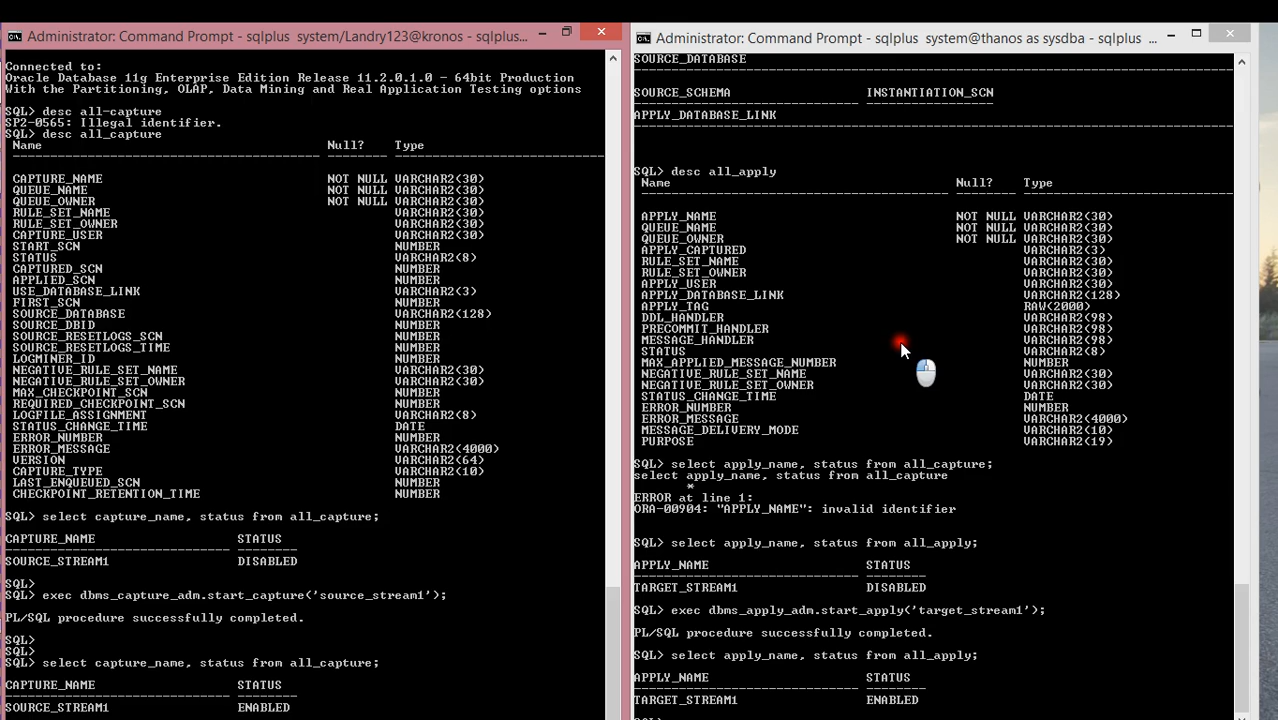 Administrator: Command Prompt - sqlplus  system/Landry123@kronos - sqlplus...
Connected to:
Oracle Database 11g Enterprise Edition Release 11.2.0.1.0 - 64bit Production
With the Partitioning, OLAP, Data Mining and Real Application Testing options
SQL> desc all-capture
SP2-0565: Illegal identifier.
SQL> desc all_capture
Name Null? Type
CAPTURE_NAME NOT NULL VARCHAR2(30)
QUEUE_NAME NOT NULL VARCHAR2(30)
QUEUE_OWNER NOT NULL VARCHAR2(30)
RULE_SET_NAME VARCHAR2(30)
RULE_SET_OWNER VARCHAR2(30)
CAPTURE_USER VARCHAR2(30)
START_SCN NUMBER
STATUS VARCHAR2(8)
CAPTURED_SCN NUMBER
APPLIED_SCN NUMBER
USE_DATABASE_LINK VARCHAR2(3)
FIRST_SCN NUMBER
SOURCE_DATABASE VARCHAR2(128)
SOURCE_DBID NUMBER
SOURCE_RESETLOGS_SCN NUMBER
SOURCE_RESETLOGS_TIME NUMBER
LOGMINER_ID NUMBER
NEGATIVE_RULE_SET_NAME VARCHAR2(30)
NEGATIVE_RULE_SET_OWNER VARCHAR2(30)
MAX_CHECKPOINT_SCN NUMBER
REQUIRED_CHECKPOINT_SCN NUMBER
LOGFILE_ASSIGNMENT VARCHAR2(8)
STATUS_CHANGE_TIME DATE
ERROR_NUMBER NUMBER
ERROR_MESSAGE VARCHAR2(4000)
VERSION VARCHAR2(64)
CAPTURE_TYPE VARCHAR2(10)
LAST_ENQUEUED_SCN NUMBER
CHECKPOINT_RETENTION_TIME NUMBER
SQL> select capture_name, status from all_capture;
CAPTURE_NAME STATUS
SOURCE_STREAM1 DISABLED
SQL>
SQL> exec dbms_capture_adm.start_capture('source_stream1');
PL/SQL procedure successfully completed.
SQL>
SQL>
SQL> select capture_name, status from all_capture;
CAPTURE_NAME STATUS
SOURCE_STREAM1 ENABLED
Administrator: Command Prompt - sqlplus  system@thanos as sysdba - sqlplus ...
SOURCE_DATABASE
SOURCE_SCHEMA INSTANTIATION_SCN
APPLY_DATABASE_LINK
SQL> desc all_apply
Name Null? Type
APPLY_NAME NOT NULL VARCHAR2(30)
QUEUE_NAME NOT NULL VARCHAR2(30)
QUEUE_OWNER NOT NULL VARCHAR2(30)
APPLY_CAPTURED VARCHAR2(3)
RULE_SET_NAME VARCHAR2(30)
RULE_SET_OWNER VARCHAR2(30)
APPLY_USER VARCHAR2(30)
APPLY_DATABASE_LINK VARCHAR2(128)
APPLY_TAG RAW(2000)
DDL_HANDLER VARCHAR2(98)
PRECOMMIT_HANDLER VARCHAR2(98)
MESSAGE_HANDLER VARCHAR2(98)
STATUS VARCHAR2(8)
MAX_APPLIED_MESSAGE_NUMBER NUMBER
NEGATIVE_RULE_SET_NAME VARCHAR2(30)
NEGATIVE_RULE_SET_OWNER VARCHAR2(30)
STATUS_CHANGE_TIME DATE
ERROR_NUMBER NUMBER
ERROR_MESSAGE VARCHAR2(4000)
MESSAGE_DELIVERY_MODE VARCHAR2(10)
PURPOSE VARCHAR2(19)
SQL> select apply_name, status from all_capture;
select apply_name, status from all_capture
*
ERROR at line 1:
ORA-00904: "APPLY_NAME": invalid identifier
SQL> select apply_name, status from all_apply;
APPLY_NAME STATUS
TARGET_STREAM1 DISABLED
SQL> exec dbms_apply_adm.start_apply('target_stream1');
PL/SQL procedure successfully completed.
SQL> select apply_name, status from all_apply;
APPLY_NAME STATUS
TARGET_STREAM1 ENABLED
SQL>